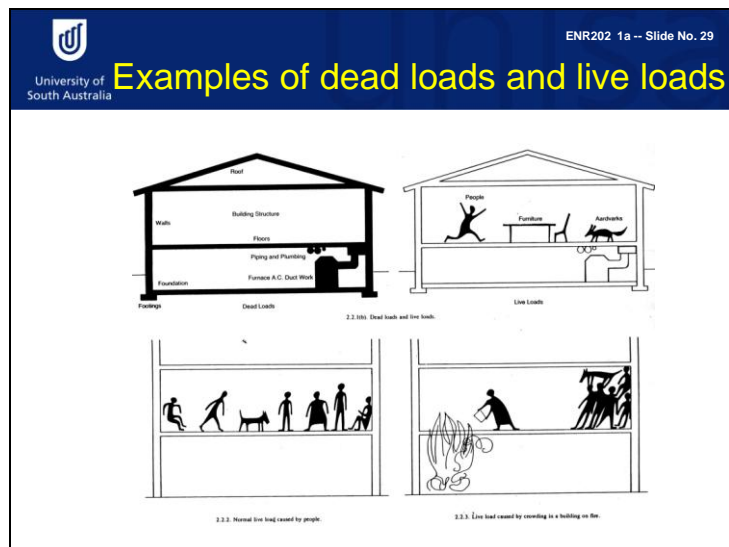 ENR202 1a -- Slide No. 29
University of
South Australia
Examples of dead loads and live loads
Roof
Walls
Building Structure
Floors
Piping and Plumbing
Foundation
Furnace A.C. Duct Work
Footings
Dead Loads
People
Furniture
Aardvarks
Live Loads
2.2.1(b). Dead loads and live loads.
2.2.2. Normal live load caused by people.
2.2.3. Live load caused by crowding in a building on fire.